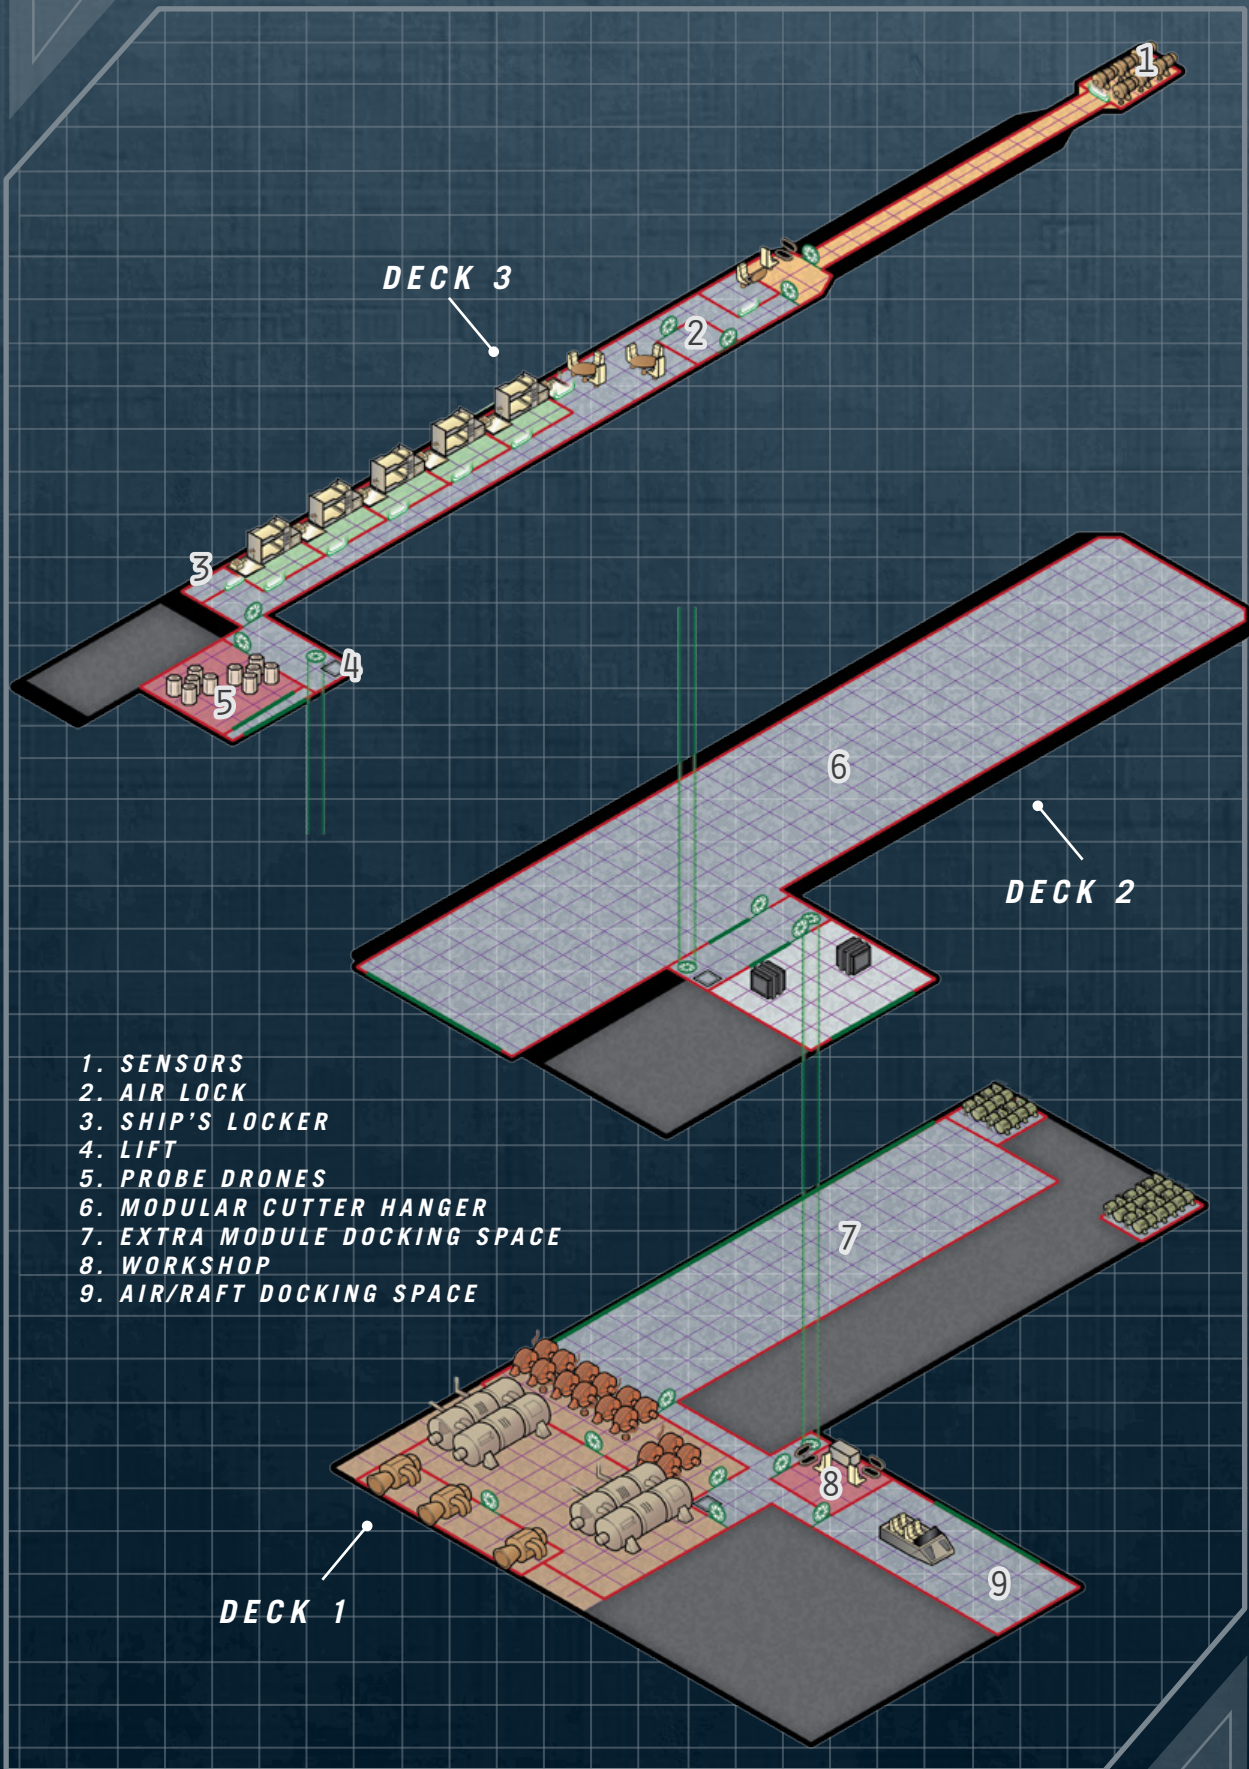 1
DECK 3
2
3
4
5
6
DECK 2
1. SENSORS
2. AIR LOCK
3. SHIP'S LOCKER
4. LIFT
5. PROBE DRONES
6. MODULAR CUTTER HANGER
7. EXTRA MODULE DOCKING SPACE
8. WORKSHOP
9. AIR/RAFT DOCKING SPACE
7
8
9
DECK 1